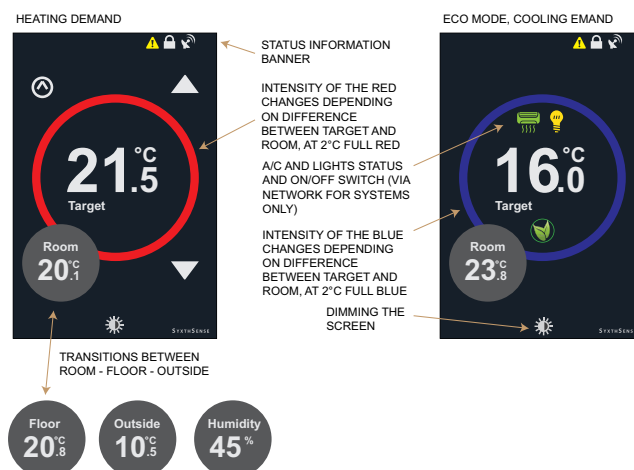 HEATING DEMAND
ECO MODE, COOLING EMAND
STATUS INFORMATION
BANNER
INTENSITY OF THE RED
CHANGES DEPENDING
ON DIFFERENCE
BETWEEN TARGET AND
ROOM, AT 2°C FULL RED
A/C AND LIGHTS STATUS
AND ON/OFF SWITCH (VIA
NETWORK FOR SYSTEMS
ONLY)
INTENSITY OF THE BLUE
CHANGES DEPENDING
ON DIFFERENCE
BETWEEN TARGET AND
ROOM, AT 2°C FULL BLUE
DIMMING THE
SCREEN
21.5 °C
Target
Room
20.1 °C
SYXTHSENSE
16.0 °C
Target
Room
23.8 °C
SYXTHSENSE
TRANSITIONS BETWEEN
ROOM - FLOOR - OUTSIDE
Floor
20.8 °C
Outside
10.5 °C
Humidity
45 %